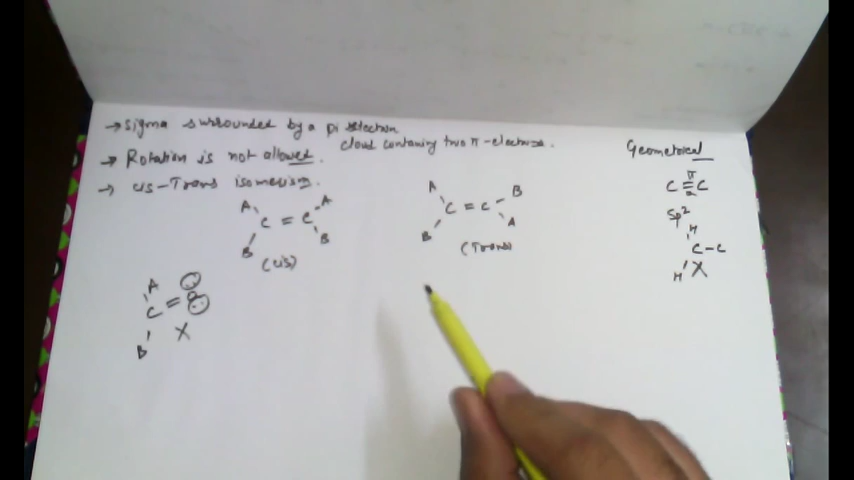 → Sigma surrounded by a pi electron
cloud containing two π-electrons.
→ Rotation is not allowed.
→ cis-Trans isomerism.
Geometrical
C = C
π
Sp²
H
C-C
H X
A A
C = C
B B
(cis)
A B
C = C
B A
(Trans)
A
C =
B X